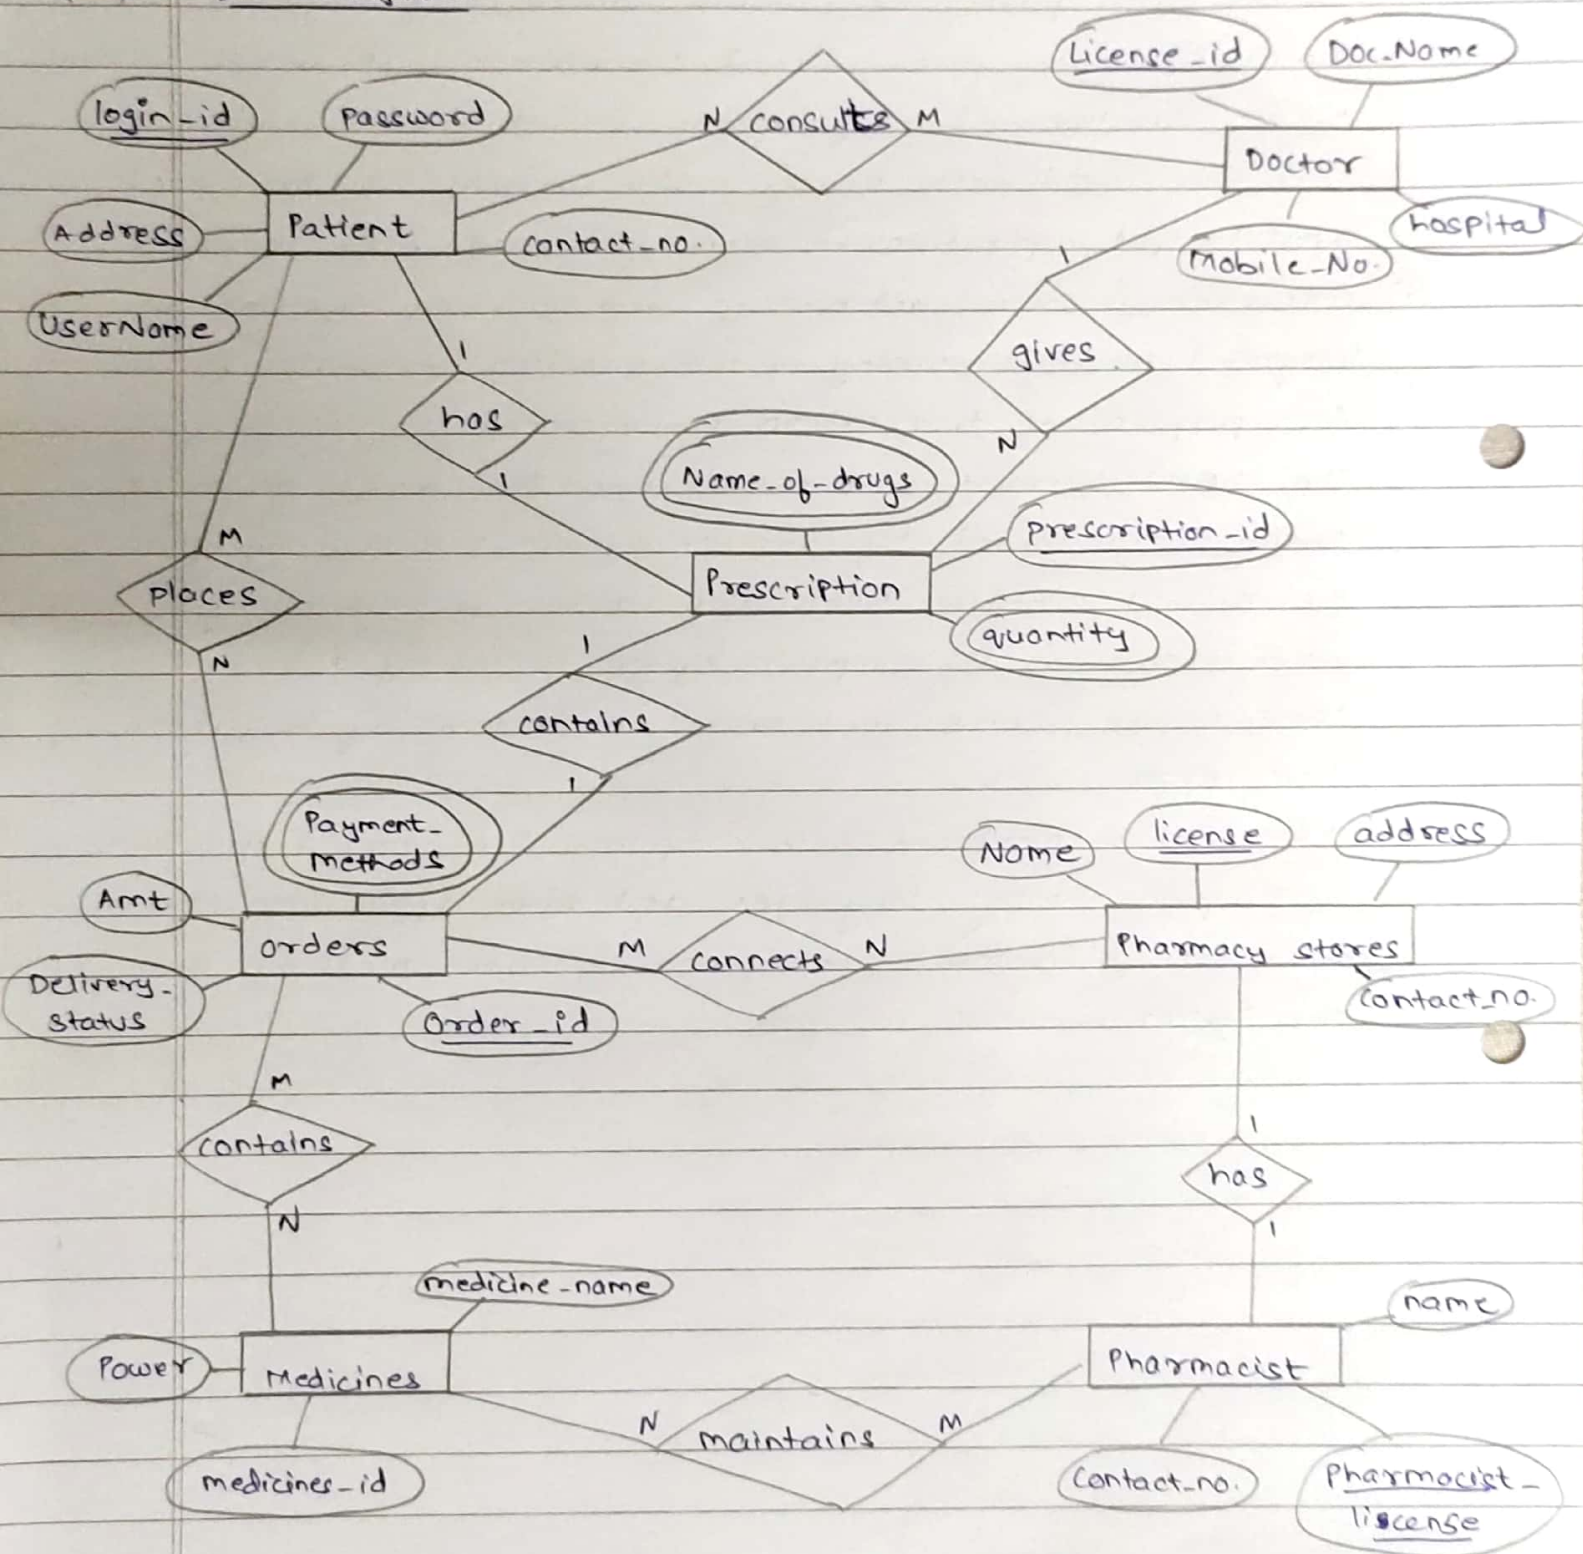 License_id
Doc_Name
login_id
password
N
consults
M
Doctor
Address
Patient
contact_no.
hospital
Mobile_No.
UserName
1
1
has
gives
1
N
Name_of_drugs
prescription_id
M
places
Prescription
N
1
quantity
contains
1
Payment_
methods
Name
license
address
Amt
orders
M
connects
N
Pharmacy stores
Delivery_
status
order_id
contact_no.
M
contains
1
has
N
1
medicine_name
name
Power
Medicines
Pharmacist
N
maintains
M
medicines_id
contact_no.
Pharmacist_
liscense